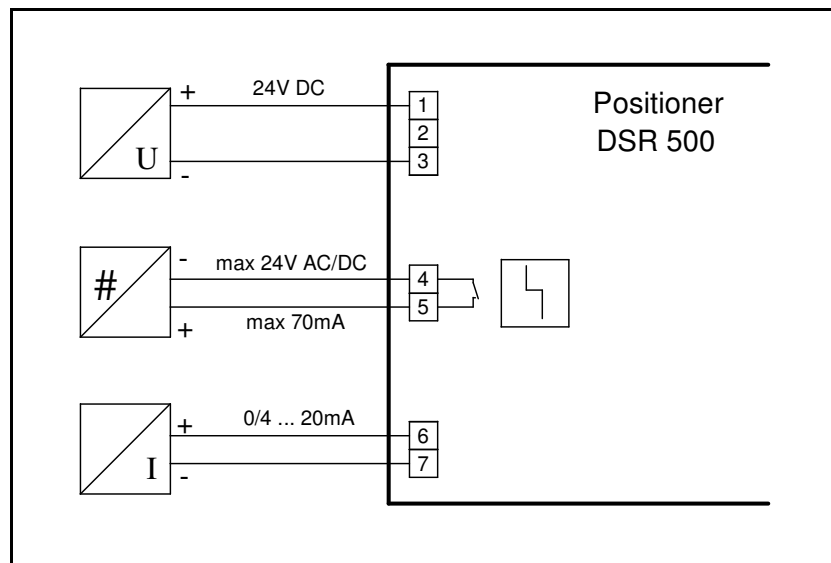 + 24V DC
U
-
1
2
3
Positioner
DSR 500
#
- max 24V AC/DC
+ max 70mA
4
5
I
+ 0/4 ... 20mA
-
6
7